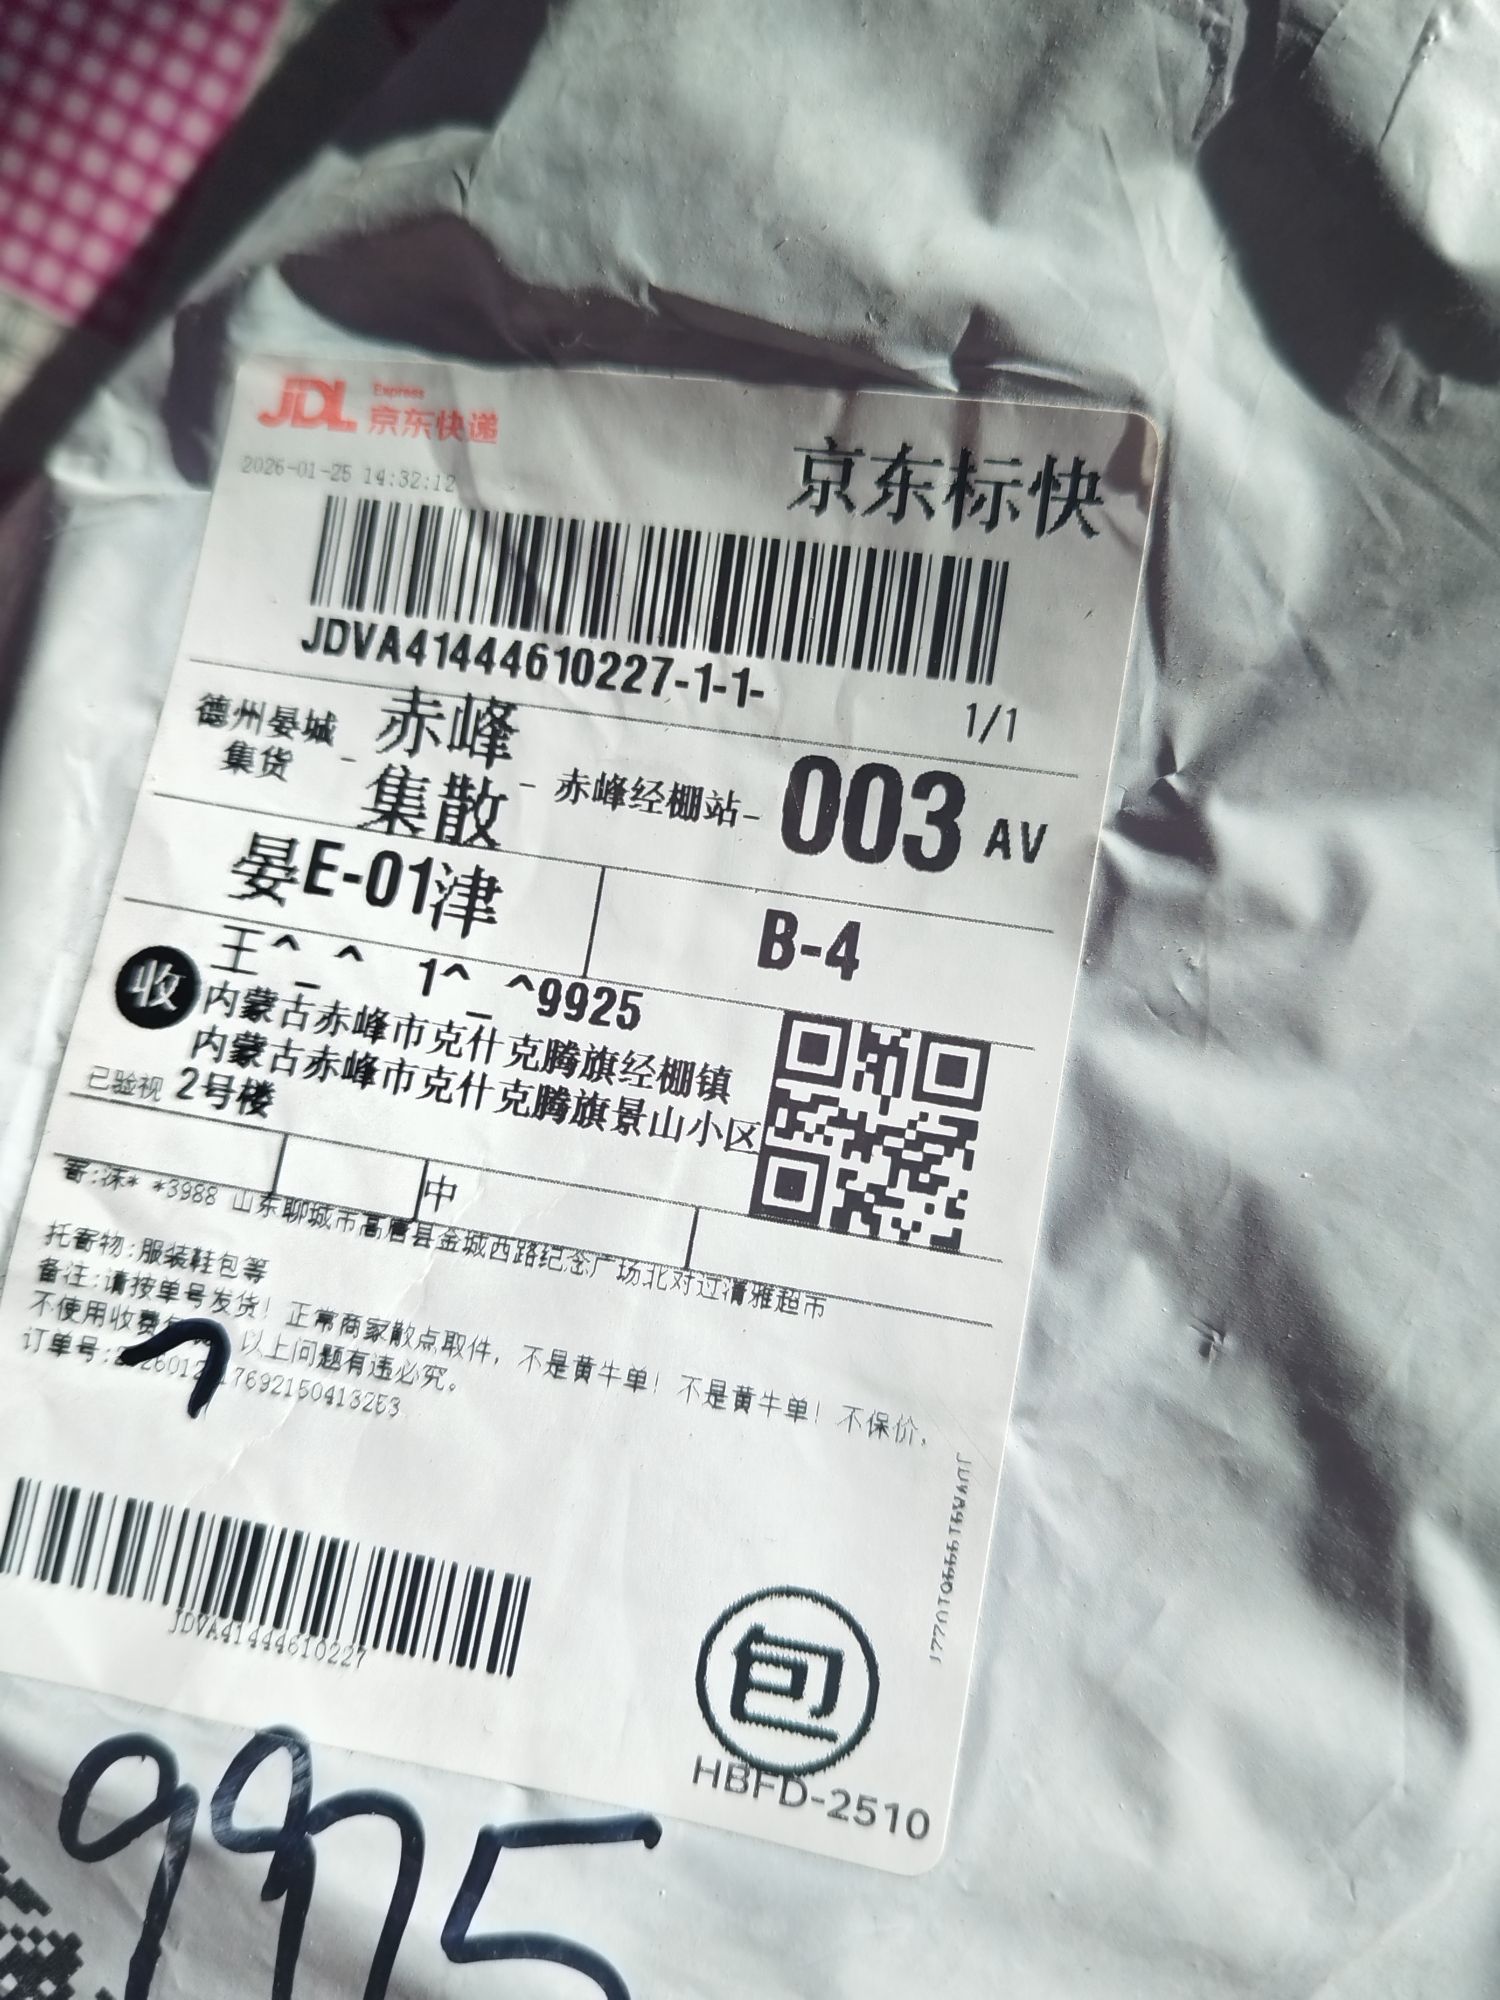 JDL Express 京东快递
京东标快
2026-01-25 14:32:12
JDVA41444610227-1-1-
1/1
德州晏城集货 - 赤峰集散 - 赤峰经棚站- 003 AV
晏E-01津
B-4
收 王^_^ 1^_^9925
内蒙古赤峰市克什克腾旗经棚镇
内蒙古赤峰市克什克腾旗景山小区
已验视 2号楼
中
寄: * *3988 山东聊城市高唐县金城西路纪念广场北对过清雅超市
托寄物:服装鞋包等
备注:请按单号发货! 正常商家散点取件, 不是黄牛单! 不是黄牛单! 不保价,
不使用收费 以上问题有违必究。
订单号: 7692150413253
JDVA41444610227
JDVA41444610227
包
HBFD-2510
9925